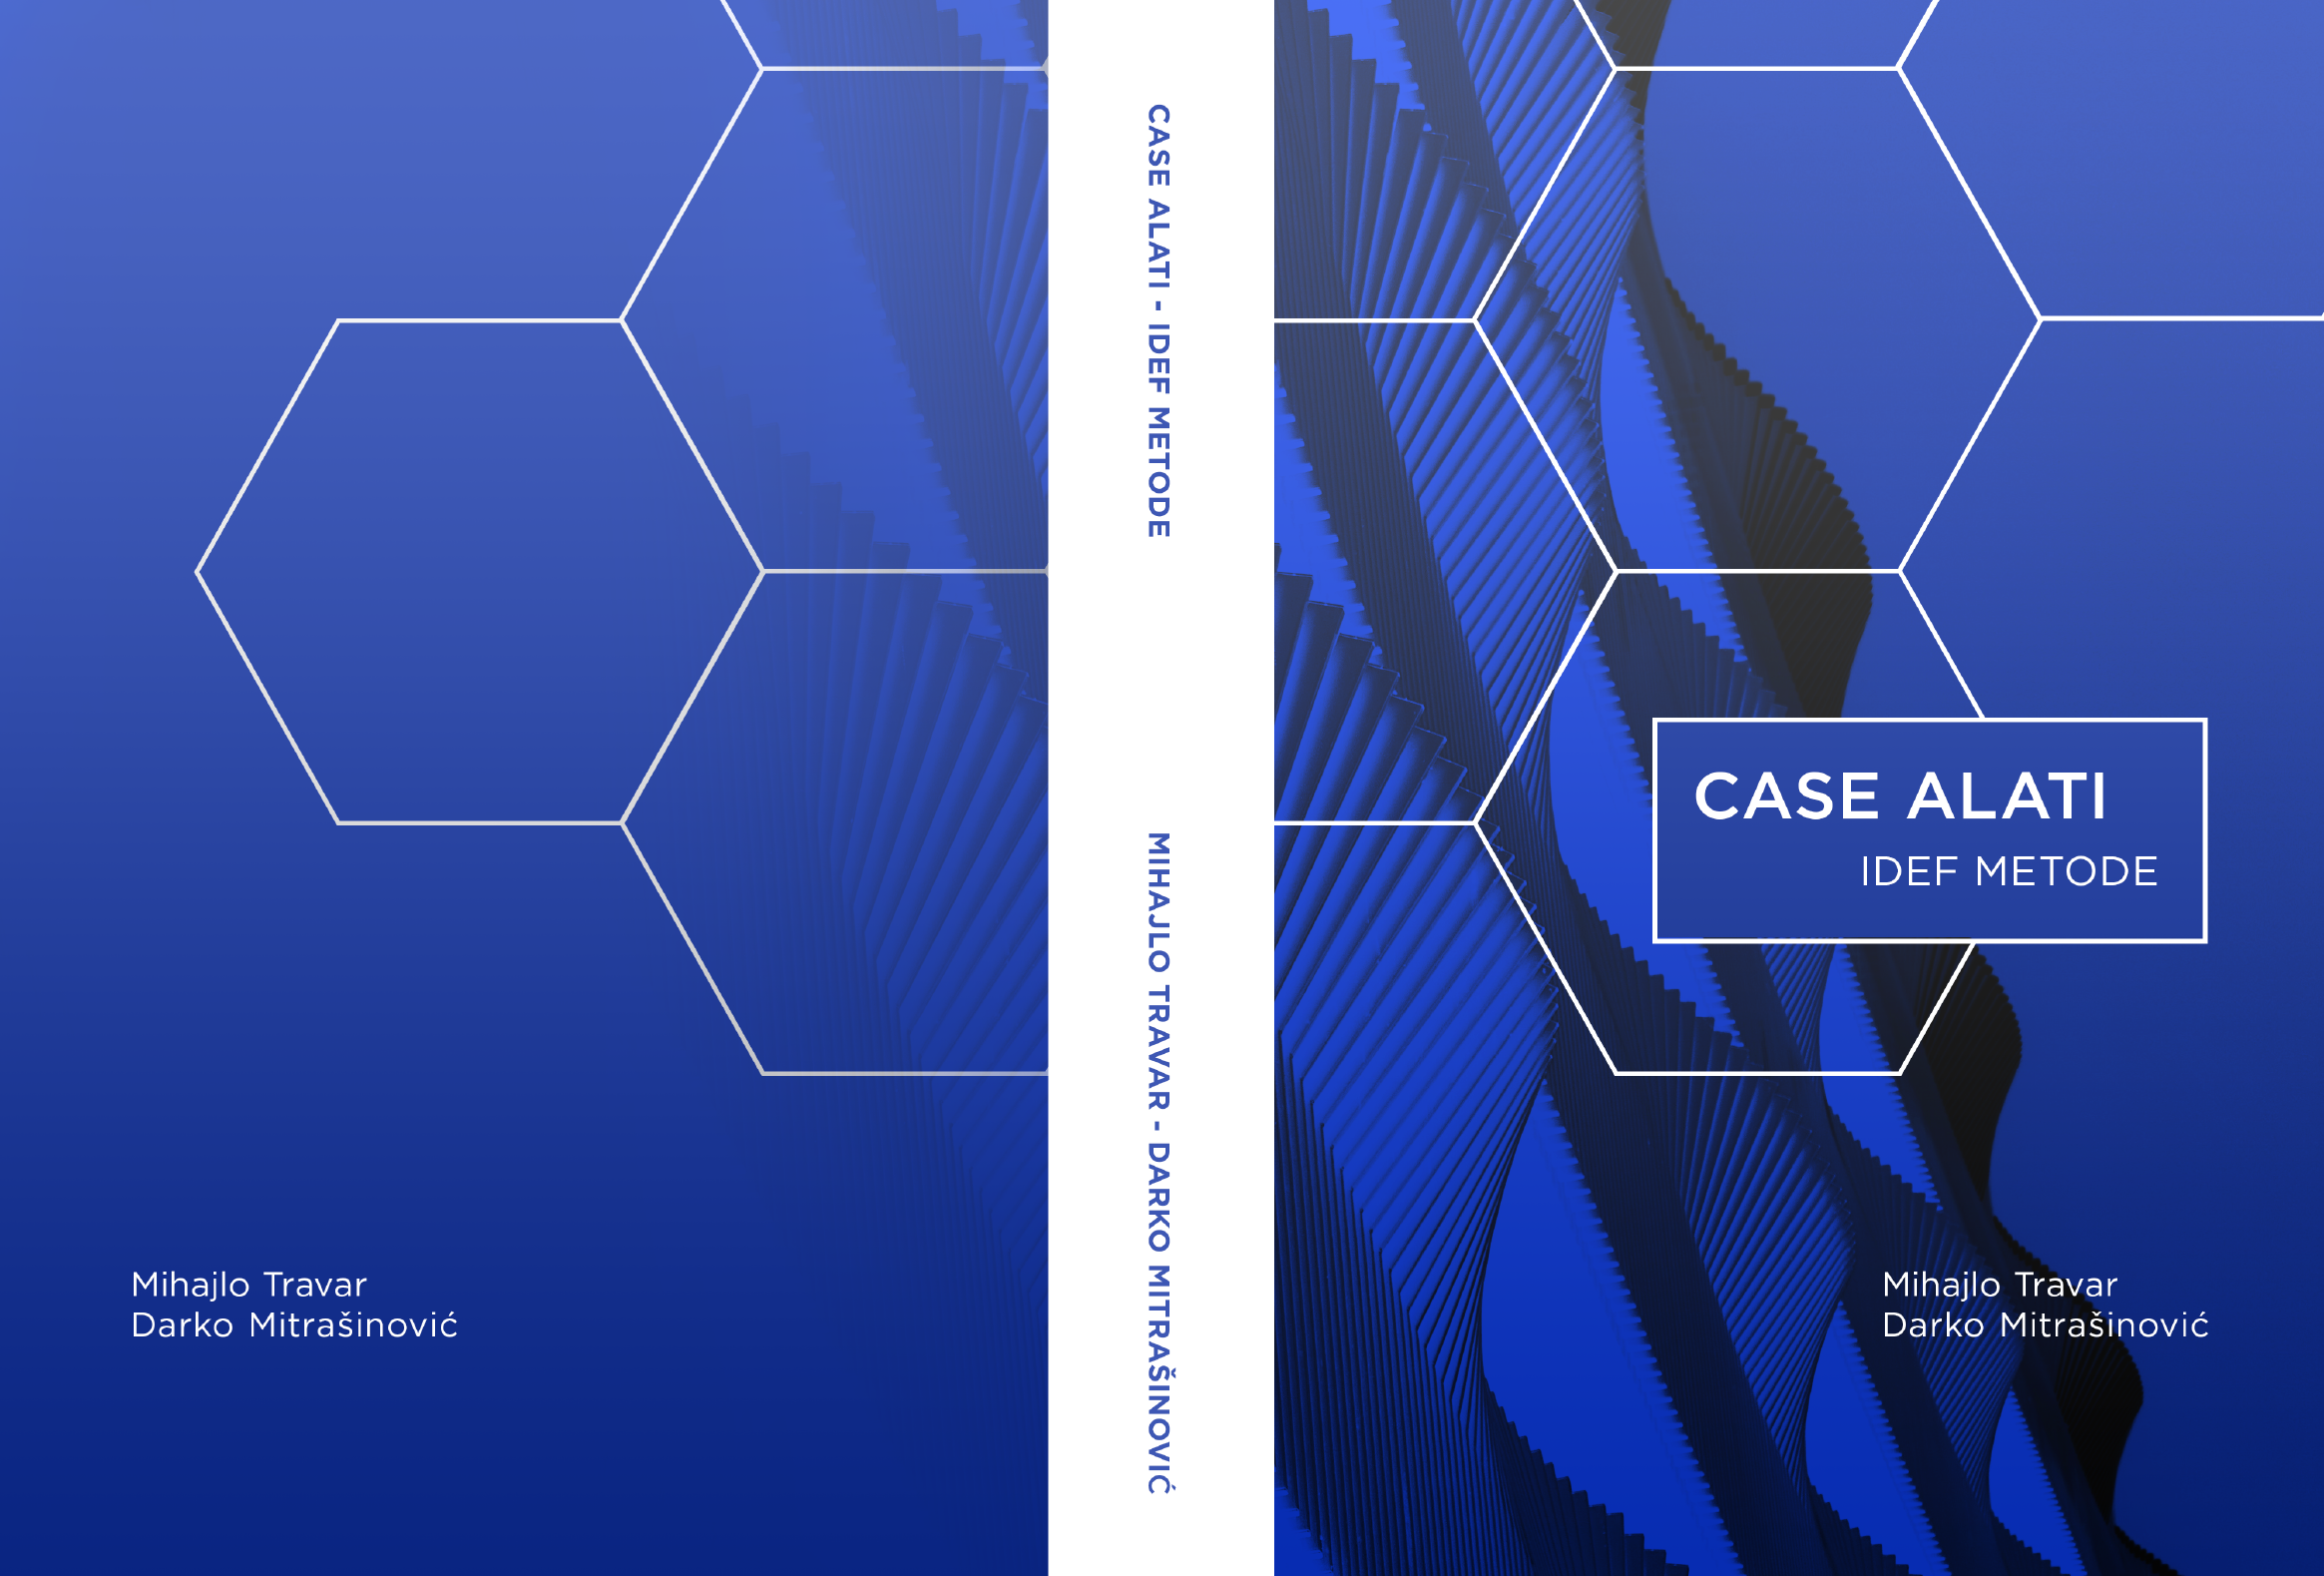 Mihajlo Travar
Darko Mitrašinović
CASE ALATI - IDEF METODE
MIHAJLO TRAVAR - DARKO MITRAŠINOVIĆ
CASE ALATI
IDEF METODE
Mihajlo Travar
Darko Mitrašinović